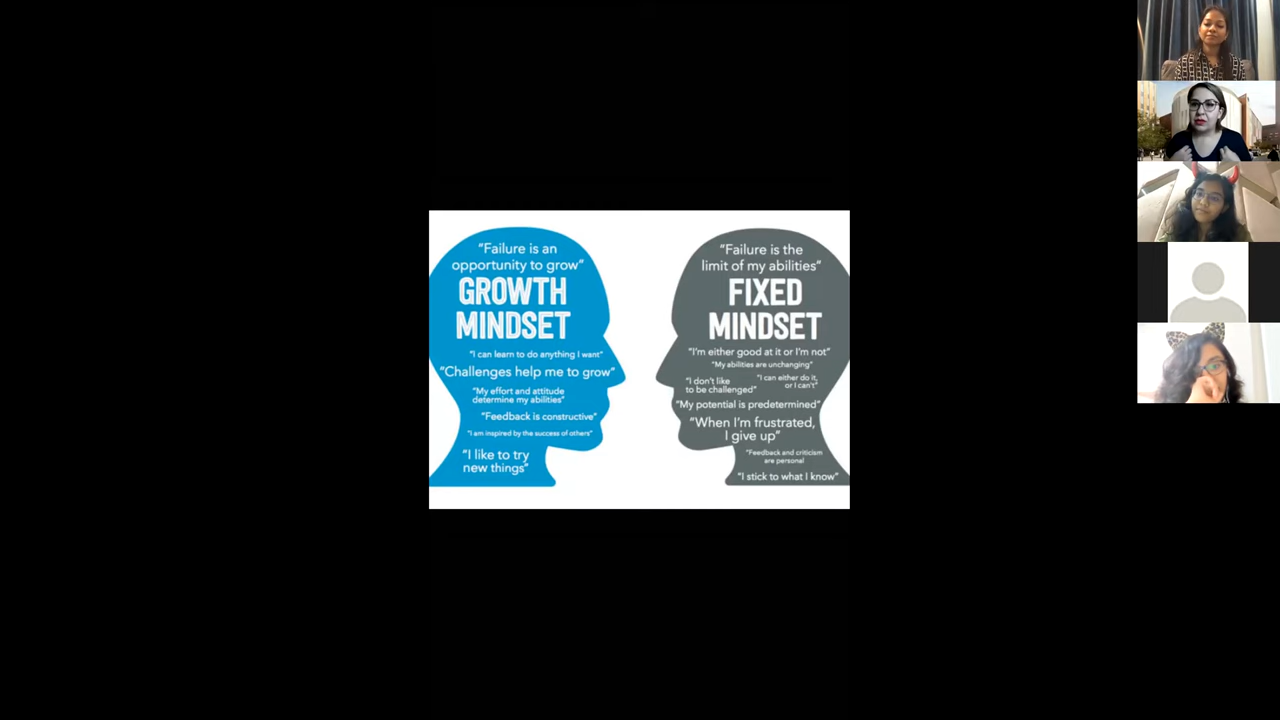 “Failure is an
opportunity to grow”
GROWTH
MINDSET
“I can learn to do anything I want”
“Challenges help me to grow”
“My effort and attitude
determine my abilities”
“Feedback is constructive”
“I am inspired by the success of others”
“I like to try
new things”
“Failure is the
limit of my abilities”
FIXED
MINDSET
“I’m either good at it or I’m not”
“My abilities are unchanging”
“I don’t like
to be challenged”
“I can either do it,
or I can’t”
“My potential is predetermined”
“When I’m frustrated,
I give up”
“Feedback and criticism
are personal
“I stick to what I know”